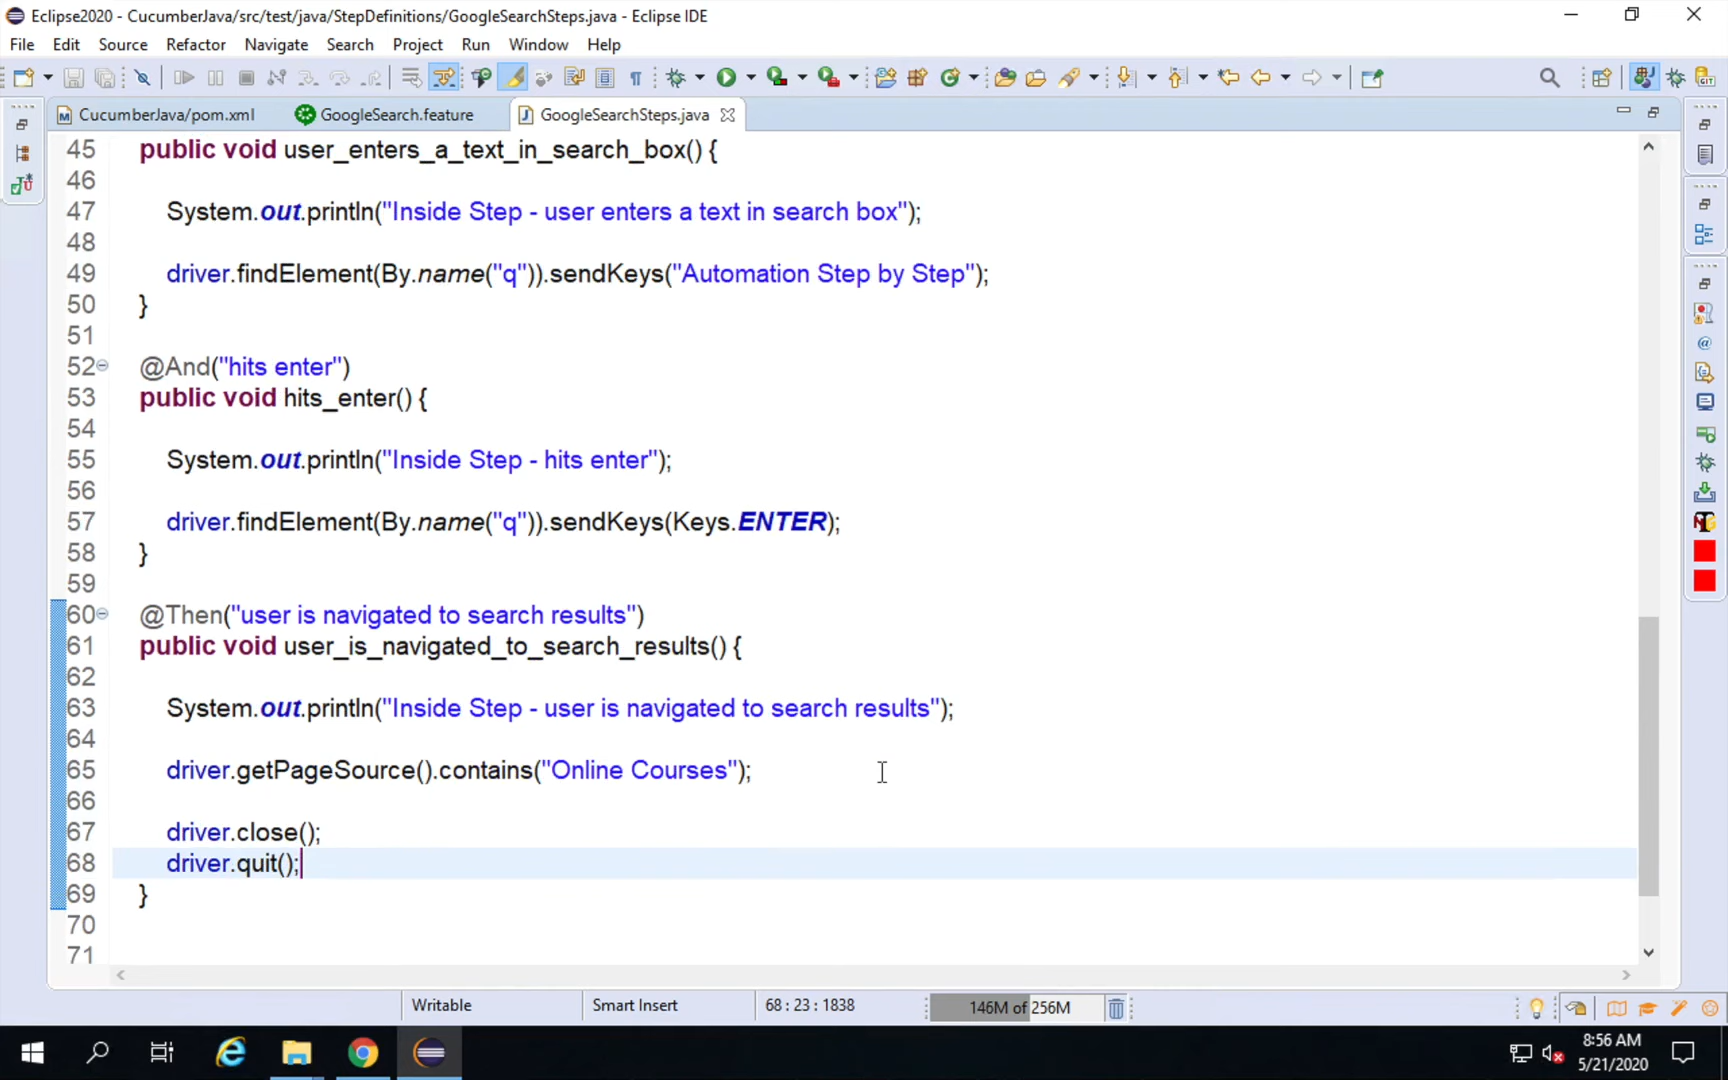 Eclipse2020 - CucumberJava/src/test/java/StepDefinitions/GoogleSearchSteps.java - Eclipse IDE
File Edit Source Refactor Navigate Search Project Run Window Help
CucumberJava/pom.xml GoogleSearch.feature GoogleSearchSteps.java
45 public void user_enters_a_text_in_search_box() {
46
47 System.out.println("Inside Step - user enters a text in search box");
48
49 driver.findElement(By.name("q")).sendKeys("Automation Step by Step");
50 }
51
52 @And("hits enter")
53 public void hits_enter() {
54
55 System.out.println("Inside Step - hits enter");
56
57 driver.findElement(By.name("q")).sendKeys(Keys.ENTER);
58 }
59
60 @Then("user is navigated to search results")
61 public void user_is_navigated_to_search_results() {
62
63 System.out.println("Inside Step - user is navigated to search results");
64
65 driver.getPageSource().contains("Online Courses");
66
67 driver.close();
68 driver.quit();
69 }
70
71
Writable Smart Insert 68 : 23 : 1838 146M of 256M
8:56 AM
5/21/2020